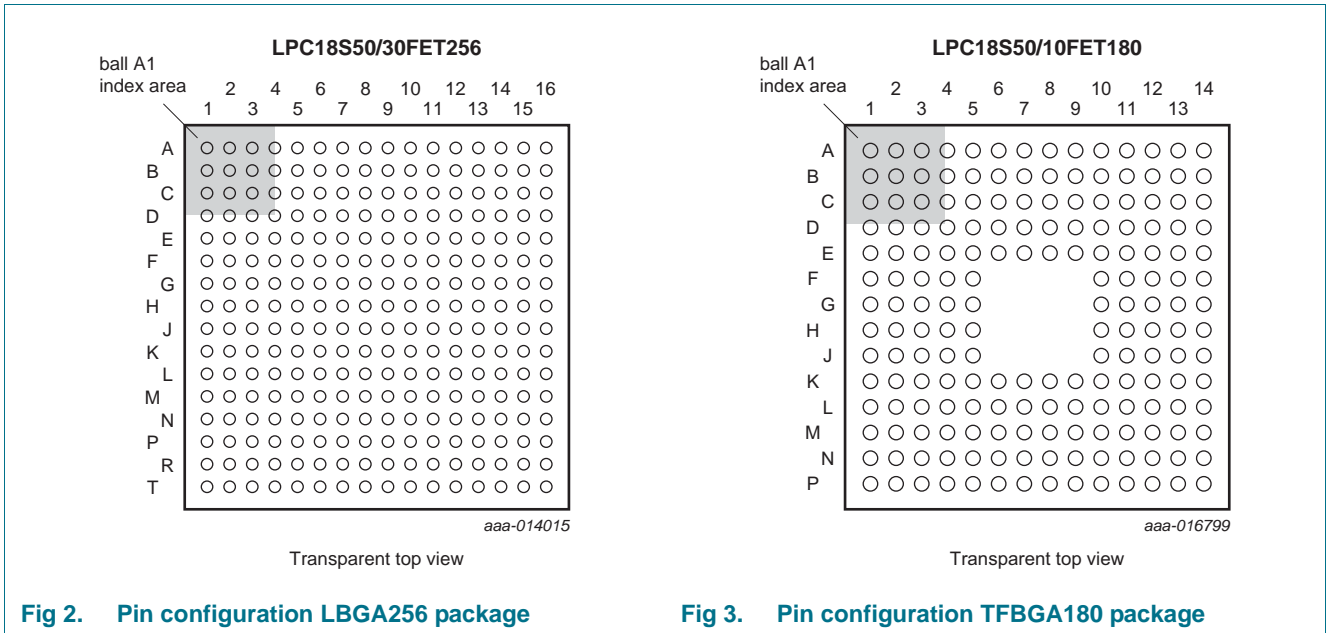 LPC18S50/30FET256
ball A1
index area
2 4 6 8 10 12 14 16
1 3 5 7 9 11 13 15
A
B
C
D
E
F
G
H
J
K
L
M
N
P
R
T
aaa-014015
Transparent top view
Fig 2. Pin configuration LBGA256 package
LPC18S50/10FET180
ball A1
index area
2 4 6 8 10 12 14
1 3 5 7 9 11 13
A
B
C
D
E
F
G
H
J
K
L
M
N
P
aaa-016799
Transparent top view
Fig 3. Pin configuration TFBGA180 package